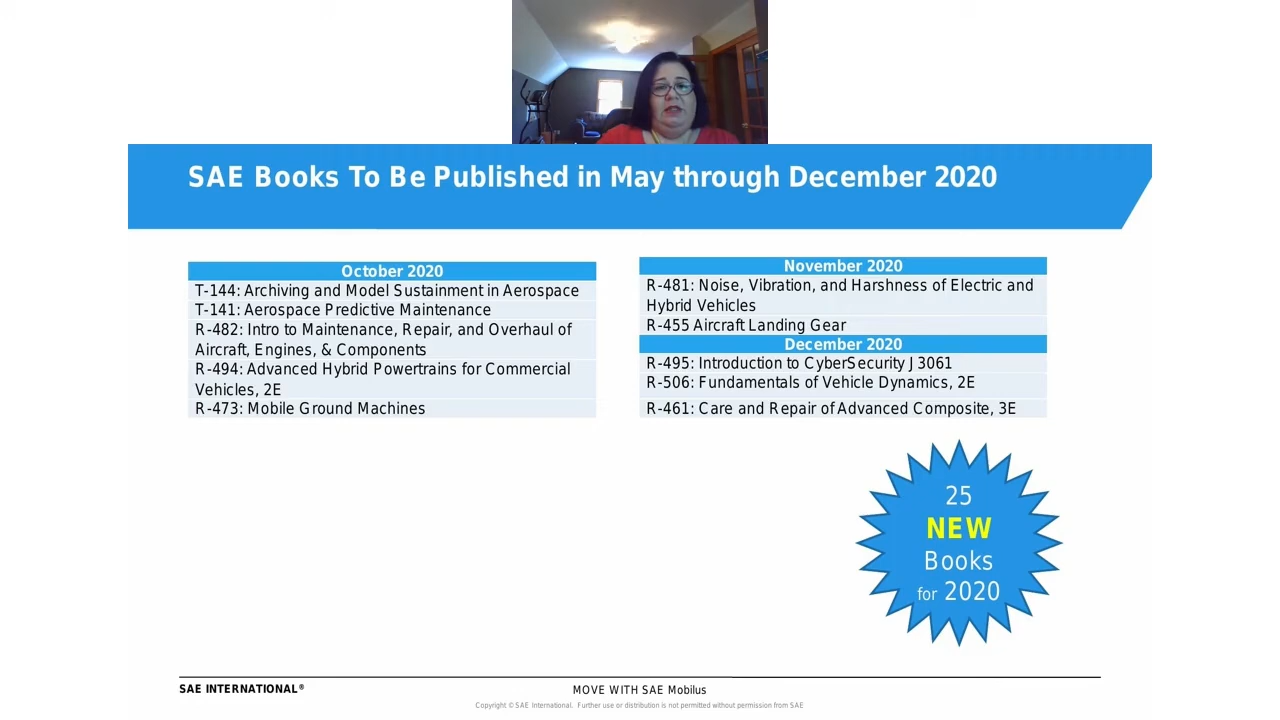 SAE Books To Be Published in May through December 2020
October 2020
T-144: Archiving and Model Sustainment in Aerospace
T-141: Aerospace Predictive Maintenance
R-482: Intro to Maintenance, Repair, and Overhaul of
Aircraft, Engines, & Components
R-494: Advanced Hybrid Powertrains for Commercial
Vehicles, 2E
R-473: Mobile Ground Machines
November 2020
R-481: Noise, Vibration, and Harshness of Electric and
Hybrid Vehicles
R-455 Aircraft Landing Gear
December 2020
R-495: Introduction to CyberSecurity J3061
R-506: Fundamentals of Vehicle Dynamics, 2E
R-461: Care and Repair of Advanced Composite, 3E
25
NEW
Books
for 2020
SAE INTERNATIONAL®
MOVE WITH SAE Mobilus
Copyright © SAE International. Further use or distribution is not permitted without permission from SAE